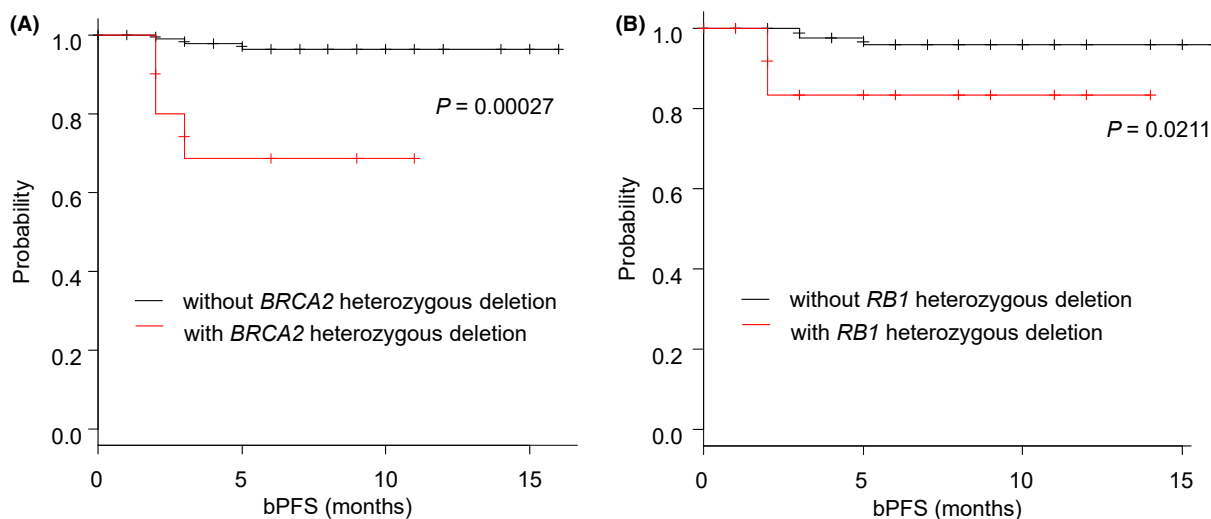 (A)
1.0
0.8
0.6
0.4
0.2
0.0
Probability
P = 0.00027
without BRCA2 heterozygous deletion
with BRCA2 heterozygous deletion
0 5 10 15
bPFS (months)
(B)
1.0
0.8
0.6
0.4
0.2
0.0
Probability
P = 0.0211
without RB1 heterozygous deletion
with RB1 heterozygous deletion
0 5 10 15
bPFS (months)